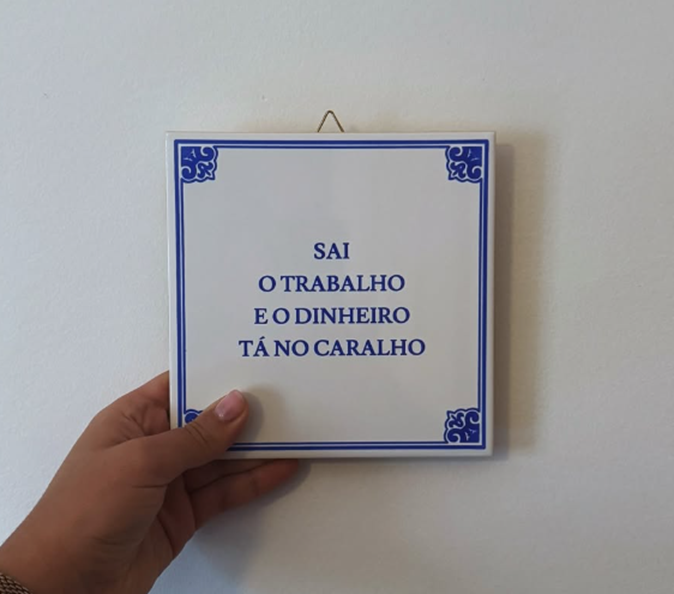 SAI
O TRABALHO
E O DINHEIRO
TÁ NO CARALHO